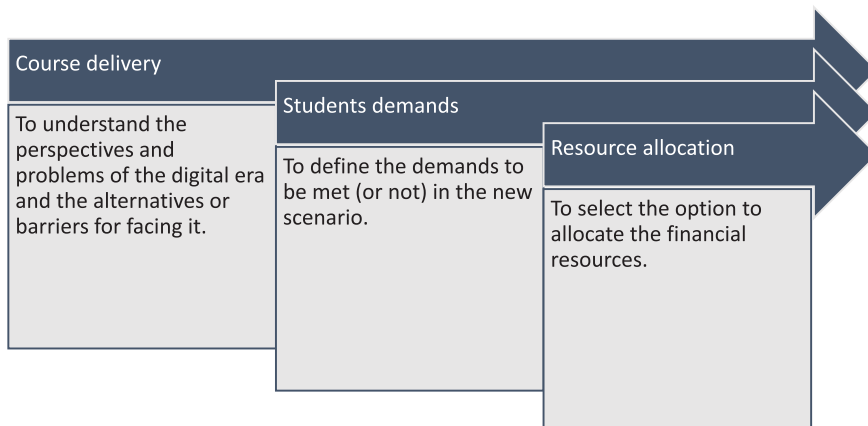 Course delivery
To understand the
perspectives and
problems of the digital era
and the alternatives or
barriers for facing it.
Students demands
To define the demands to
be met (or not) in the new
scenario.
Resource allocation
To select the option to
allocate the financial
resources.